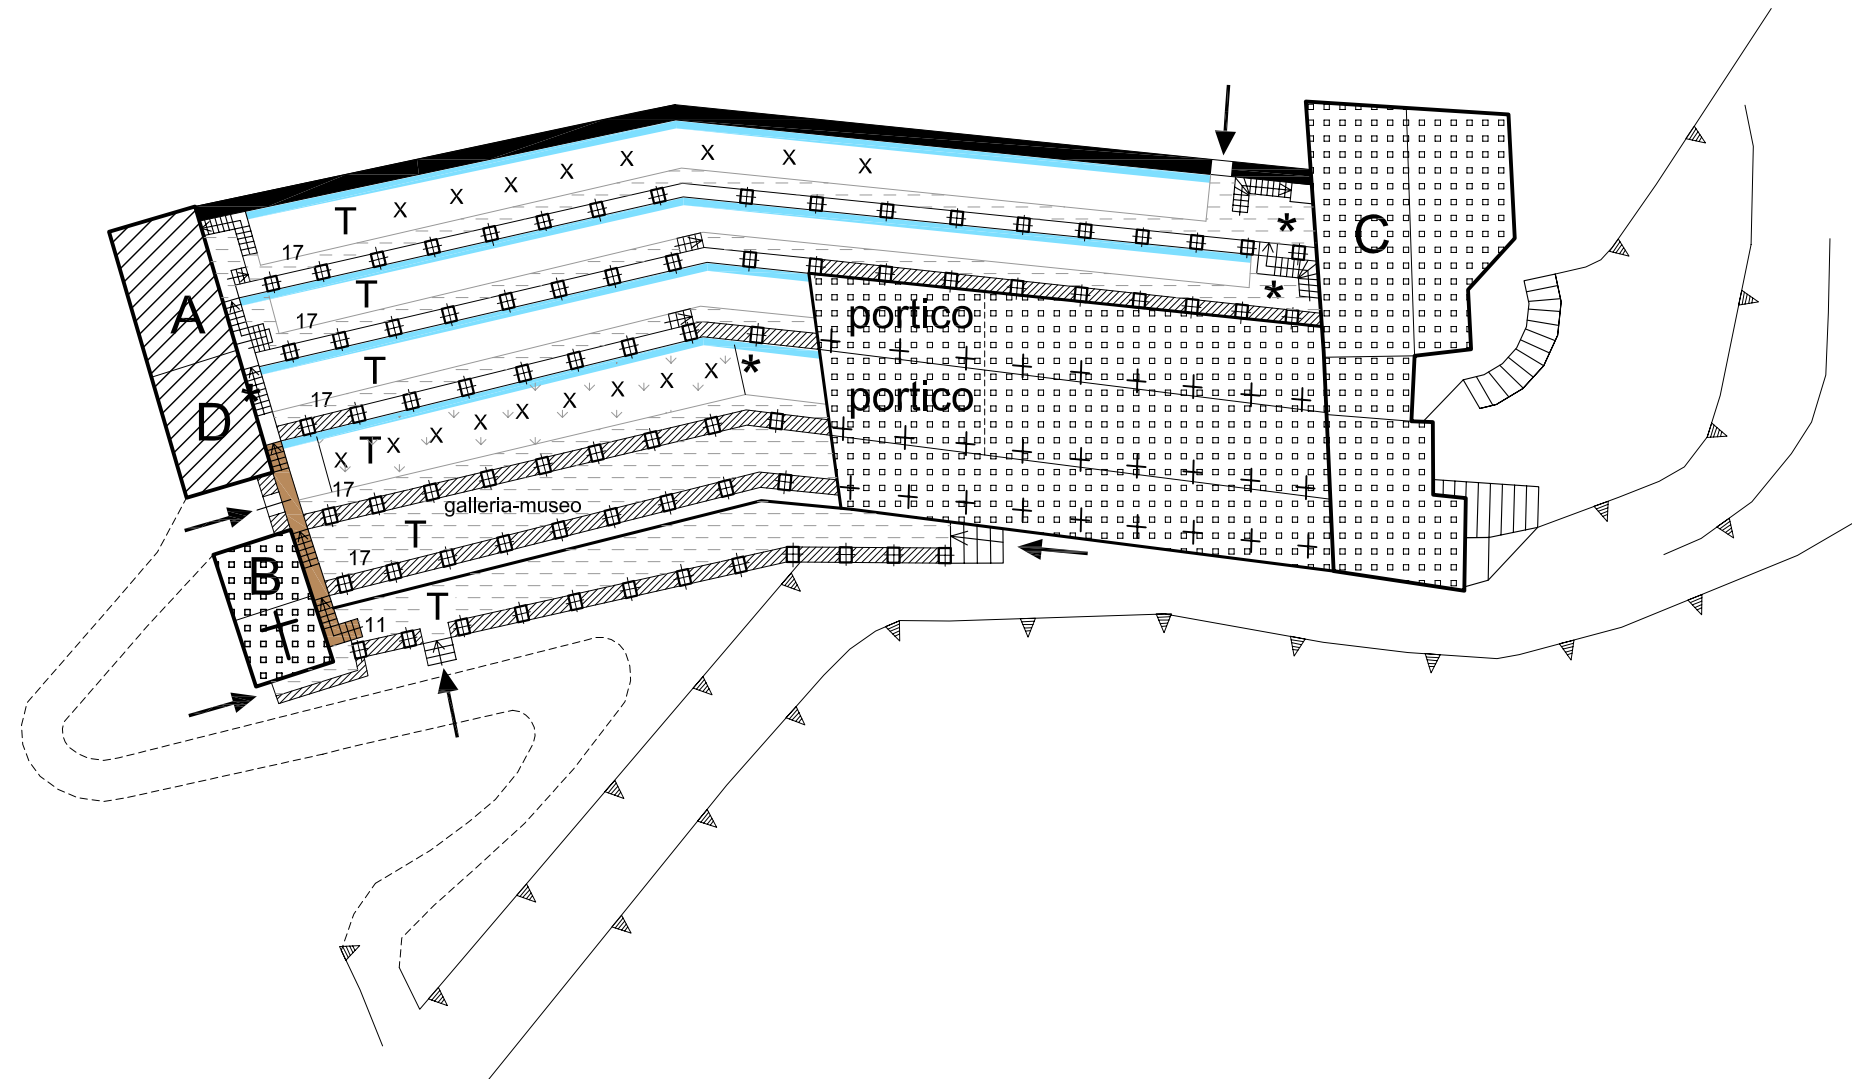 X X X X X X X X
T
17
*
C
A
T
17
*
portico
T
*
17
portico
*
D
T
X X X X X X X X
17
galleria-museo
T
17
B
T
11